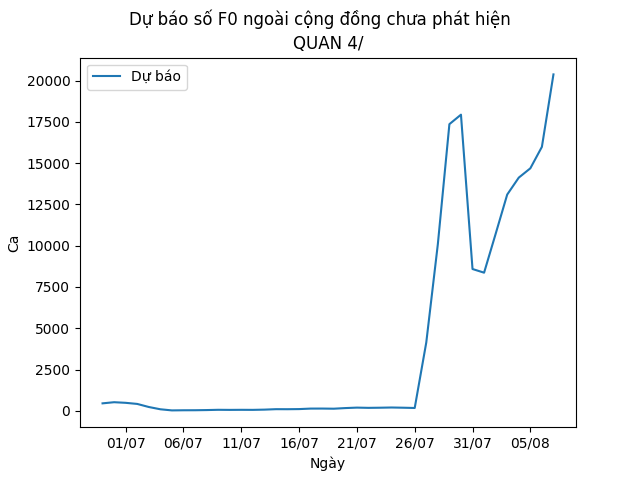 Dự báo số F0 ngoài cộng đồng chưa phát hiện
QUAN 4/
Dự báo
Ca
20000
17500
15000
12500
10000
7500
5000
2500
0
01/07 06/07 11/07 16/07 21/07 26/07 31/07 05/08
Ngày